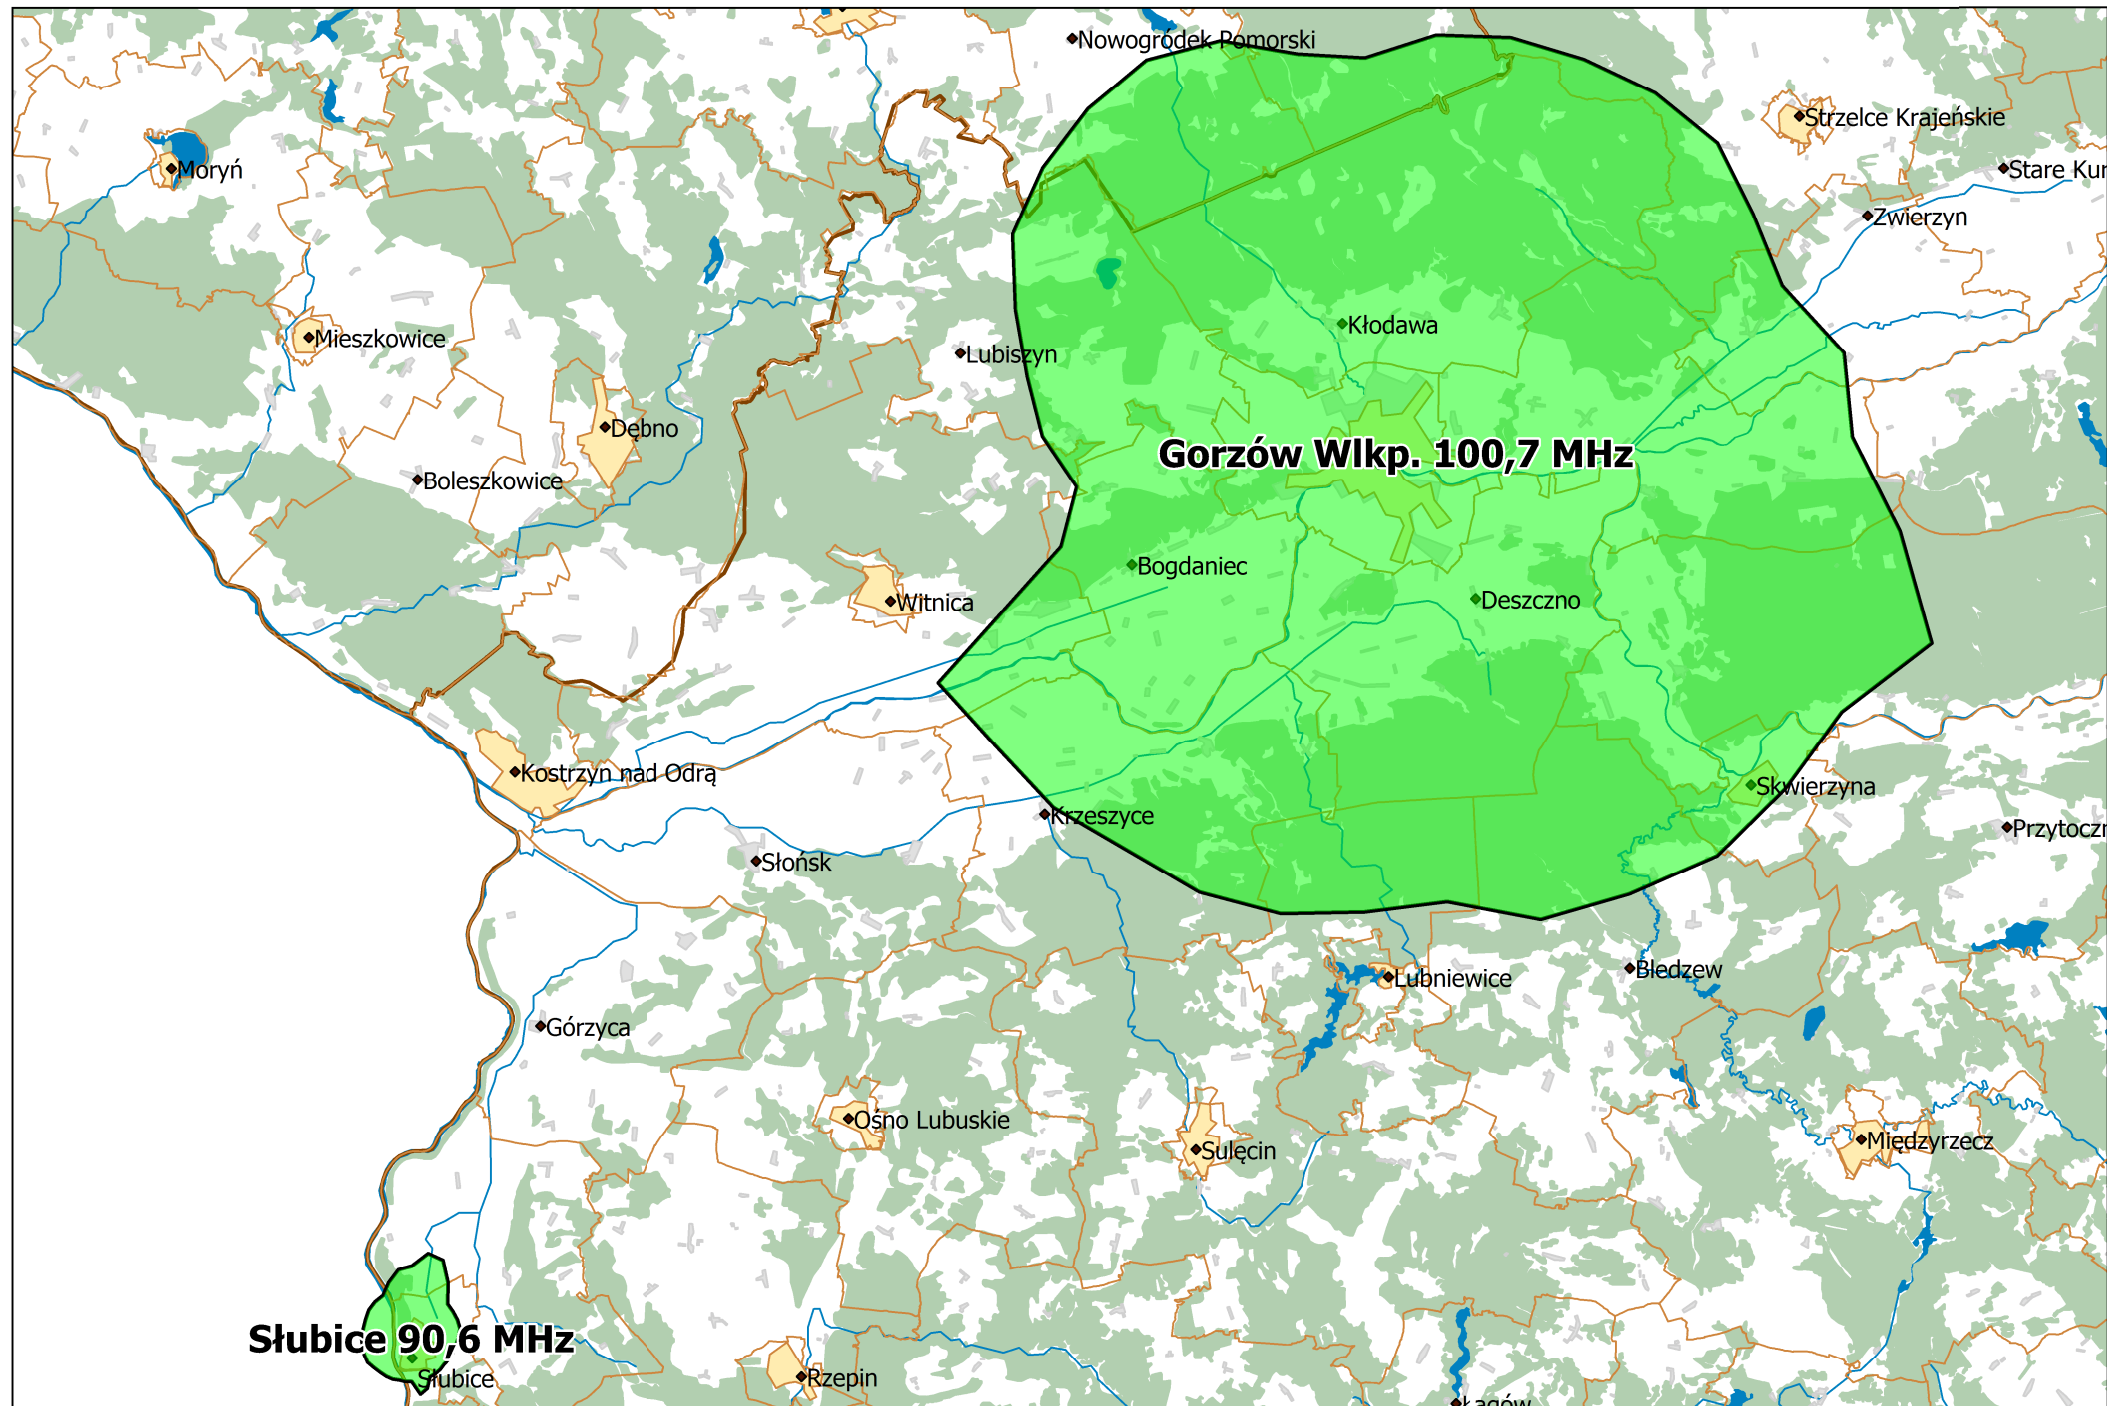 Nowogródek Pomorski
Strzelce Krajeńskie
Moryń
Stare Kur
Zwierzyn
Kłodawa
Mieszkowice
Lubiszyn
Dębno
Gorzów Wlkp. 100,7 MHz
Boleszkowice
Bogdaniec
Deszczno
Witnica
Kostrzyn nad Odrą
Skwierzyna
Krzeszyce
Przytoczn
Słońsk
Bledzew
Lubniewice
Górzyca
Ośno Lubuskie
Międzyrzecz
Sulęcin
Słubice 90,6 MHz
Słubice
Rzepin
Łagów